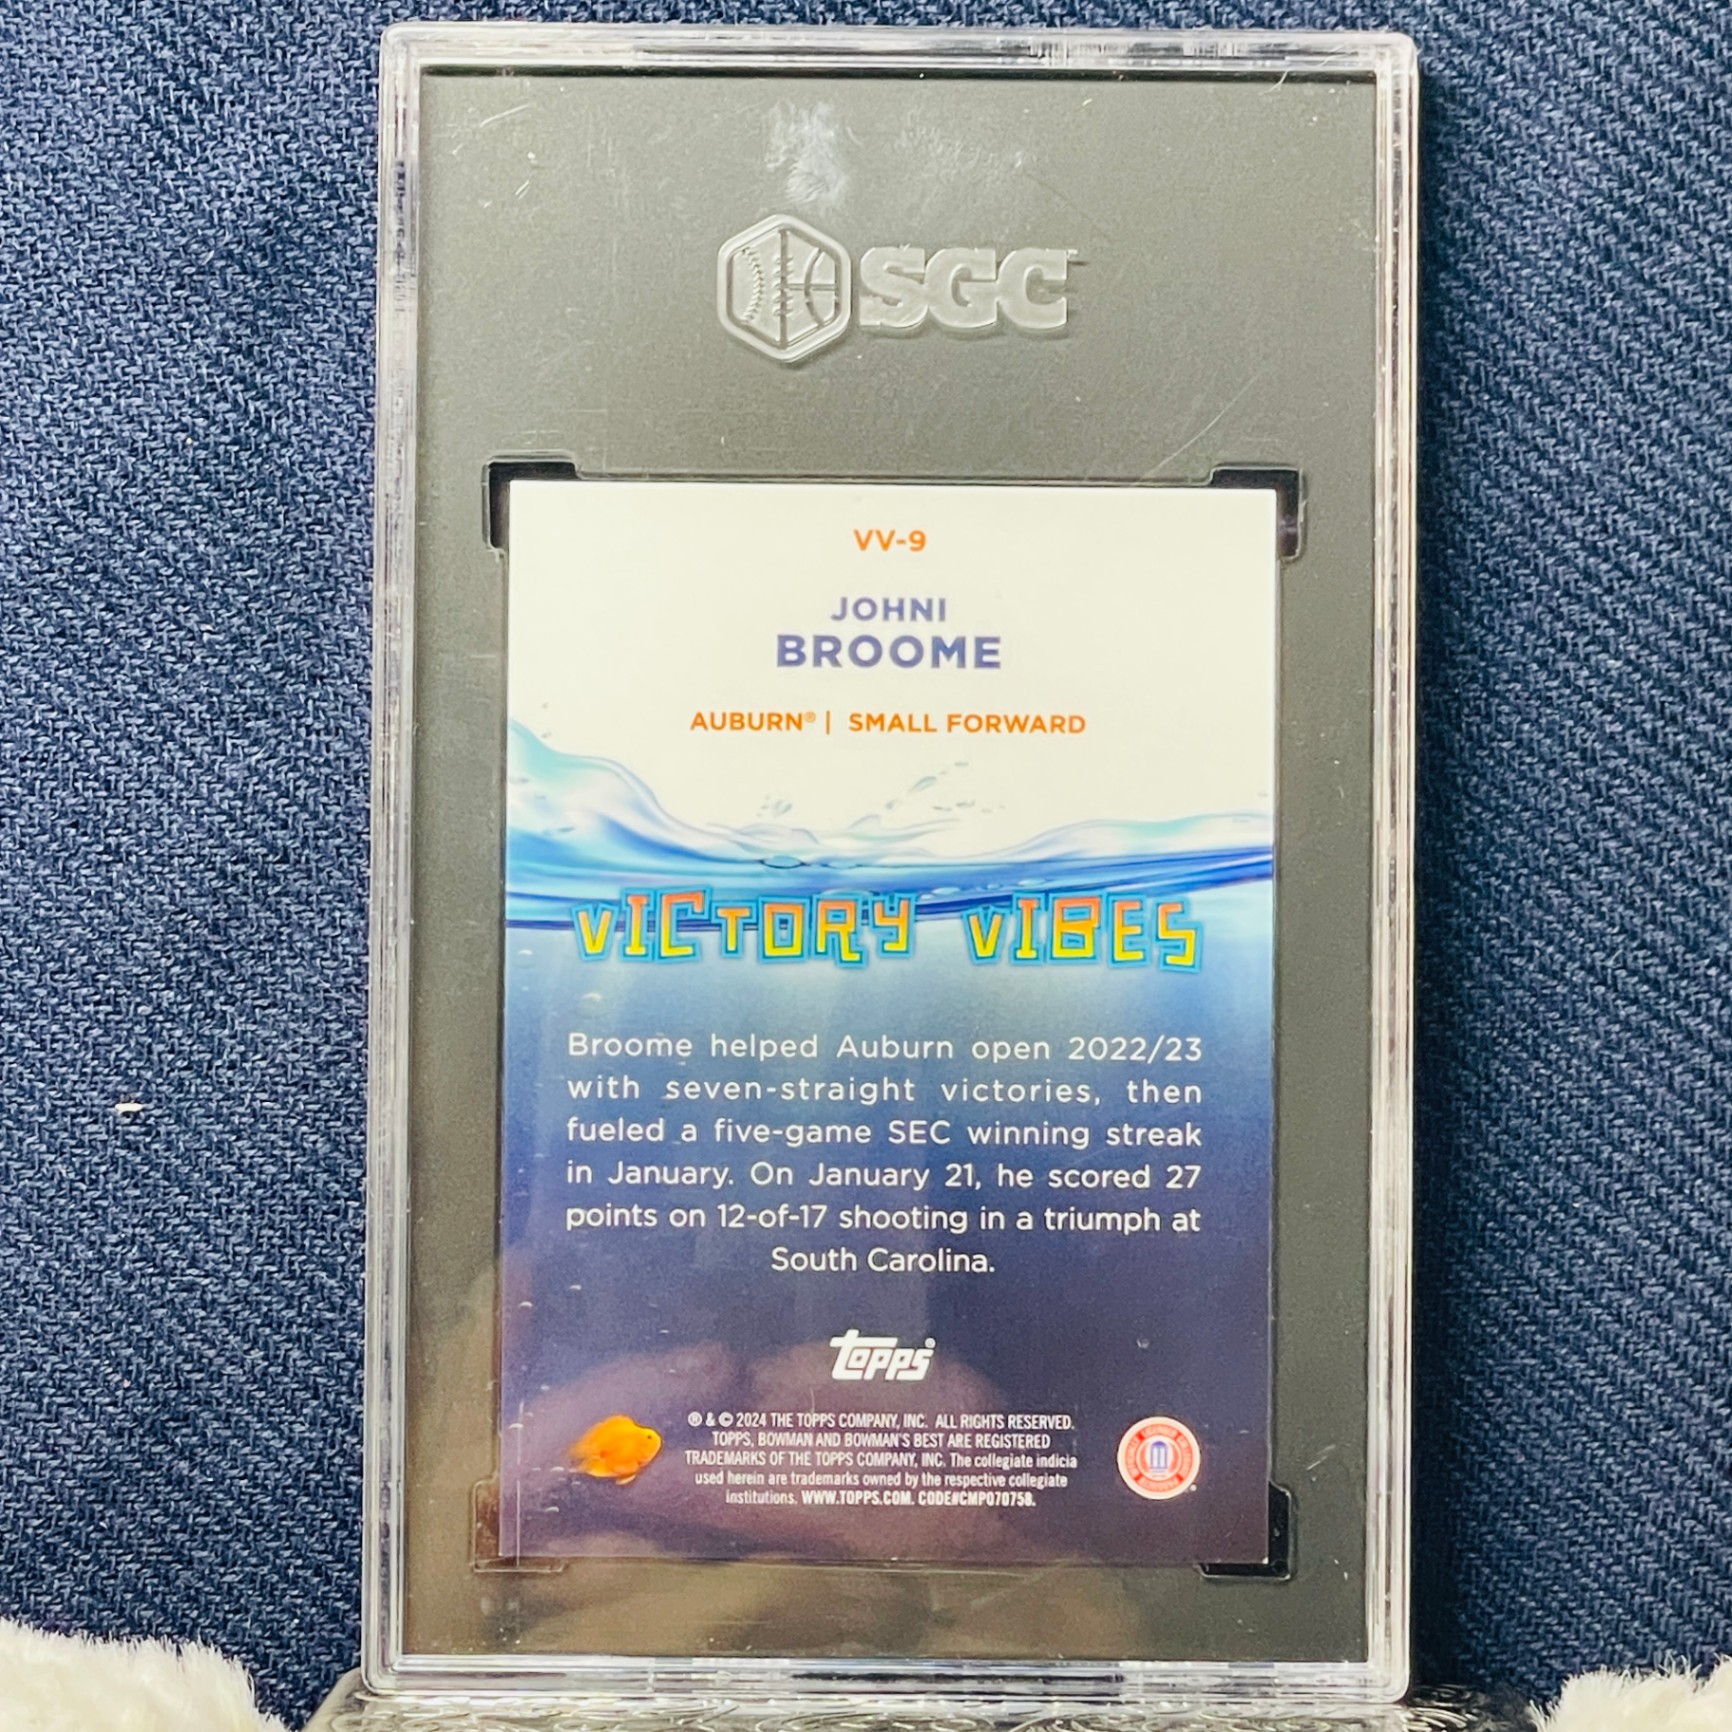 SGC
VV-9
JOHNI
BROOME
AUBURN® | SMALL FORWARD
VICTORY VIBES
Broome helped Auburn open 2022/23
with seven-straight victories, then
fueled a five-game SEC winning streak
in January. On January 21, he scored 27
points on 12-of-17 shooting in a triumph at
South Carolina.
topps®
® & © 2024 THE TOPPS COMPANY, INC. ALL RIGHTS RESERVED.
TOPPS, BOWMAN AND BOWMAN'S BEST ARE REGISTERED
TRADEMARKS OF THE TOPPS COMPANY, INC. The collegiate indicia
used herein are trademarks owned by the respective collegiate
institutions. WWW.TOPPS.COM. CODE#CMP070758.